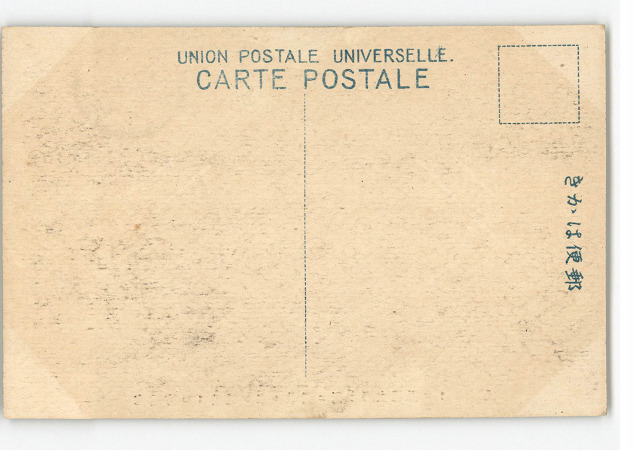 UNION POSTALE UNIVERSELLE.
CARTE POSTALE
郵便はかき